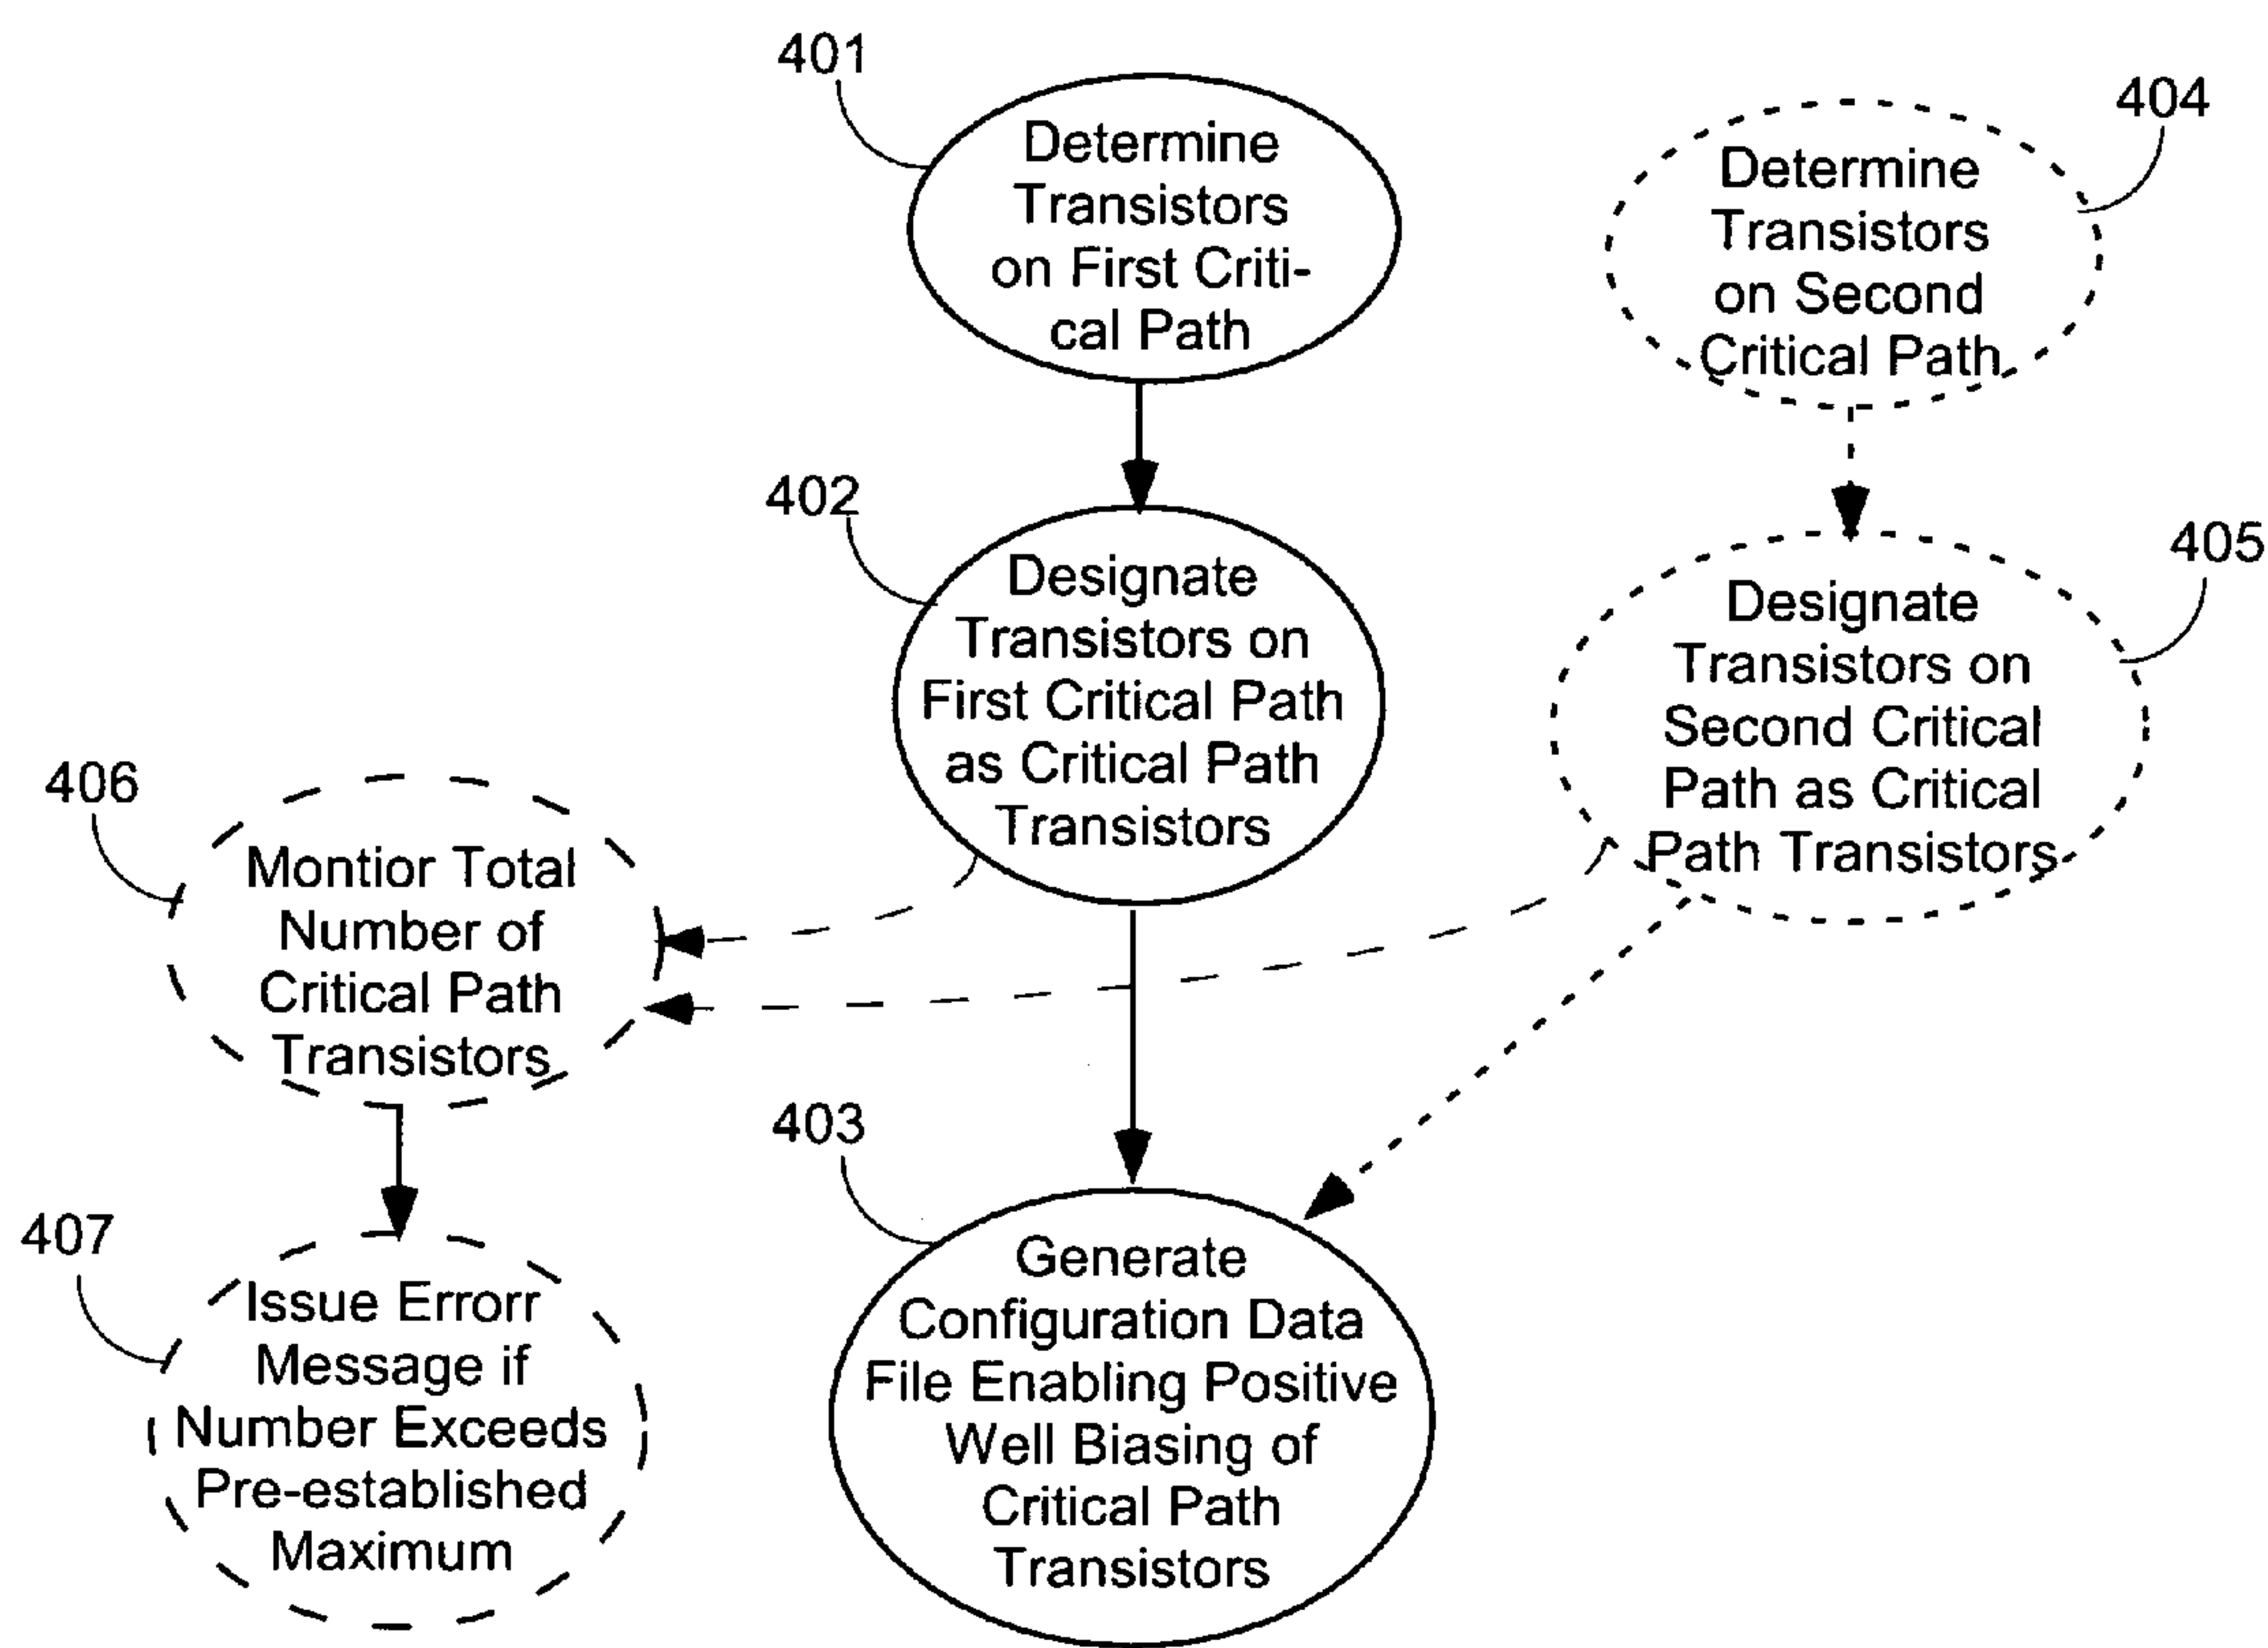 401
Determine
Transistors
on First Criti-
cal Path
404
Determine
Transistors
on Second
Critical Path
402
Designate
Transistors on
First Critical Path
as Critical Path
Transistors
405
Designate
Transistors on
Second Critical
Path as Critical
Path Transistors
406
Montior Total
Number of
Critical Path
Transistors
403
Generate
Configuration Data
File Enabling Positive
Well Biasing of
Critical Path
Transistors
407
Issue Errorr
Message if
Number Exceeds
Pre-established
Maximum